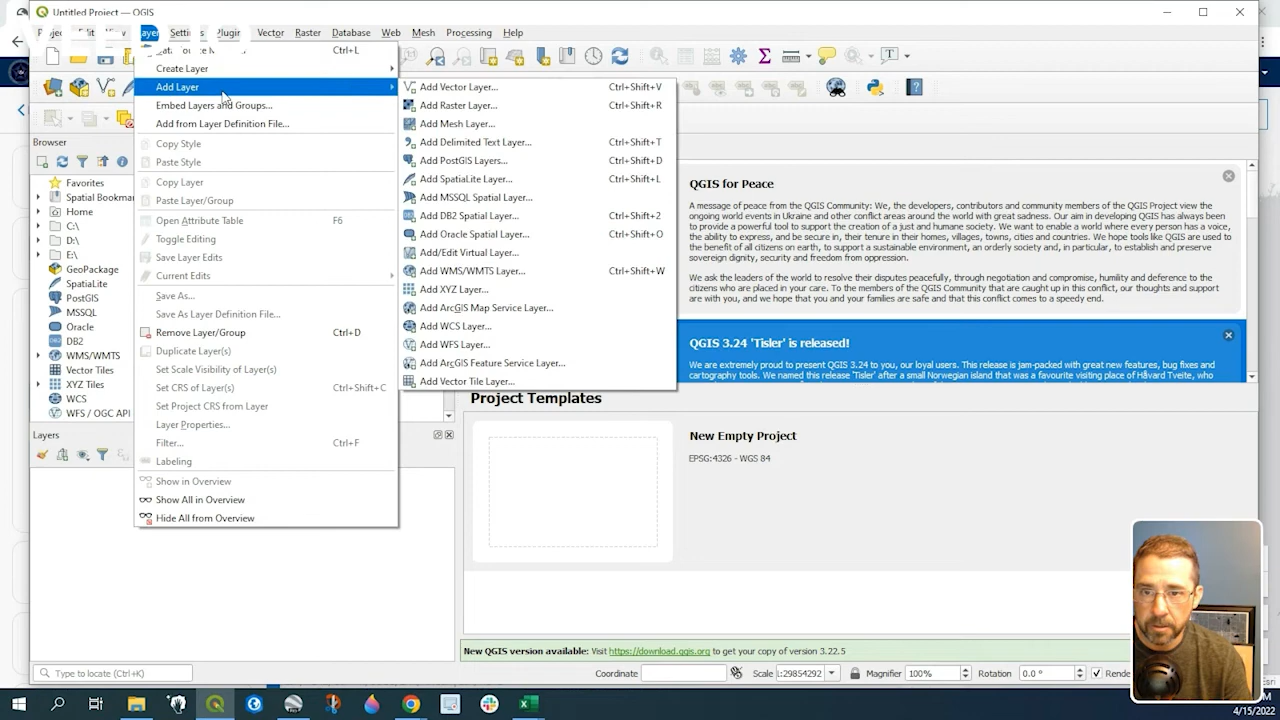 Untitled Project — QGIS
Layer
Vector
Raster
Database
Web
Mesh
Processing
Help
Ctrl+L
Create Layer
Add Layer
Embed Layers and Groups...
Add from Layer Definition File...
Copy Style
Paste Style
Copy Layer
Paste Layer/Group
Open Attribute Table F6
Toggle Editing
Save Layer Edits
Current Edits
Save As...
Save As Layer Definition File...
Remove Layer/Group Ctrl+D
Duplicate Layer(s)
Set Scale Visibility of Layer(s)
Set CRS of Layer(s) Ctrl+Shift+C
Set Project CRS from Layer
Layer Properties...
Filter... Ctrl+F
Labeling
Show in Overview
Show All in Overview
Hide All from Overview
Add Vector Layer... Ctrl+Shift+V
Add Raster Layer... Ctrl+Shift+R
Add Mesh Layer...
Add Delimited Text Layer... Ctrl+Shift+T
Add PostGIS Layers... Ctrl+Shift+D
Add SpatiaLite Layer... Ctrl+Shift+L
Add MSSQL Spatial Layer...
Add DB2 Spatial Layer... Ctrl+Shift+2
Add Oracle Spatial Layer... Ctrl+Shift+O
Add/Edit Virtual Layer...
Add WMS/WMTS Layer... Ctrl+Shift+W
Add XYZ Layer...
Add ArcGIS Map Service Layer...
Add WCS Layer...
Add WFS Layer...
Add ArcGIS Feature Service Layer...
Add Vector Tile Layer...
Browser
Favorites
Spatial Bookmar
Home
C:\
D:\
E:\
GeoPackage
SpatiaLite
PostGIS
MSSQL
Oracle
DB2
WMS/WMTS
Vector Tiles
XYZ Tiles
WCS
WFS / OGC API
Layers
QGIS for Peace
A message of peace from the QGIS Community: We, the developers, contributors and community members of the QGIS Project view the
ongoing world events in Ukraine and other conflict areas around the world with great sadness. Our aim in developing QGIS has always been
to provide a powerful tool to support the creation of a just and humane society. We want to enable a world where every person has a voice,
the ability to express, and be secure in, their tenure in their homes, villages, towns, cities and countries. We hope tools like QGIS are used to
the benefit of all citizens on earth, to support a sustainable environment, an orderly society and, in particular, to establish and preserve
sovereign dignity, security and freedom from oppression.
We ask the leaders of the world to resolve their disputes peacefully, through negotiation and compromise, humility and deference to the
citizens who are placed in your care. To the members of the QGIS Community that are caught up in this conflict, our thoughts and support
are with you, and we hope that you and your families are safe and that this conflict comes to a speedy end.
QGIS 3.24 'Tisler' is released!
We are extremely pleased to present QGIS 3.24 to you, our loyal users. This release is jam-packed with great new features, bug fixes and
cartography tools. We named this release 'Tisler' after a small Norwegian island that was a favourite visiting place of Håvard Tveite, who
Project Templates
New Empty Project
EPSG:4326 - WGS 84
New QGIS version available: Visit https://download.qgis.org to get your copy of version 3.22.5
Type to locate (Ctrl+K)
Coordinate
Scale
:29854292
Magnifier
100%
Rotation
0.0 °
Rende
4/15/2022